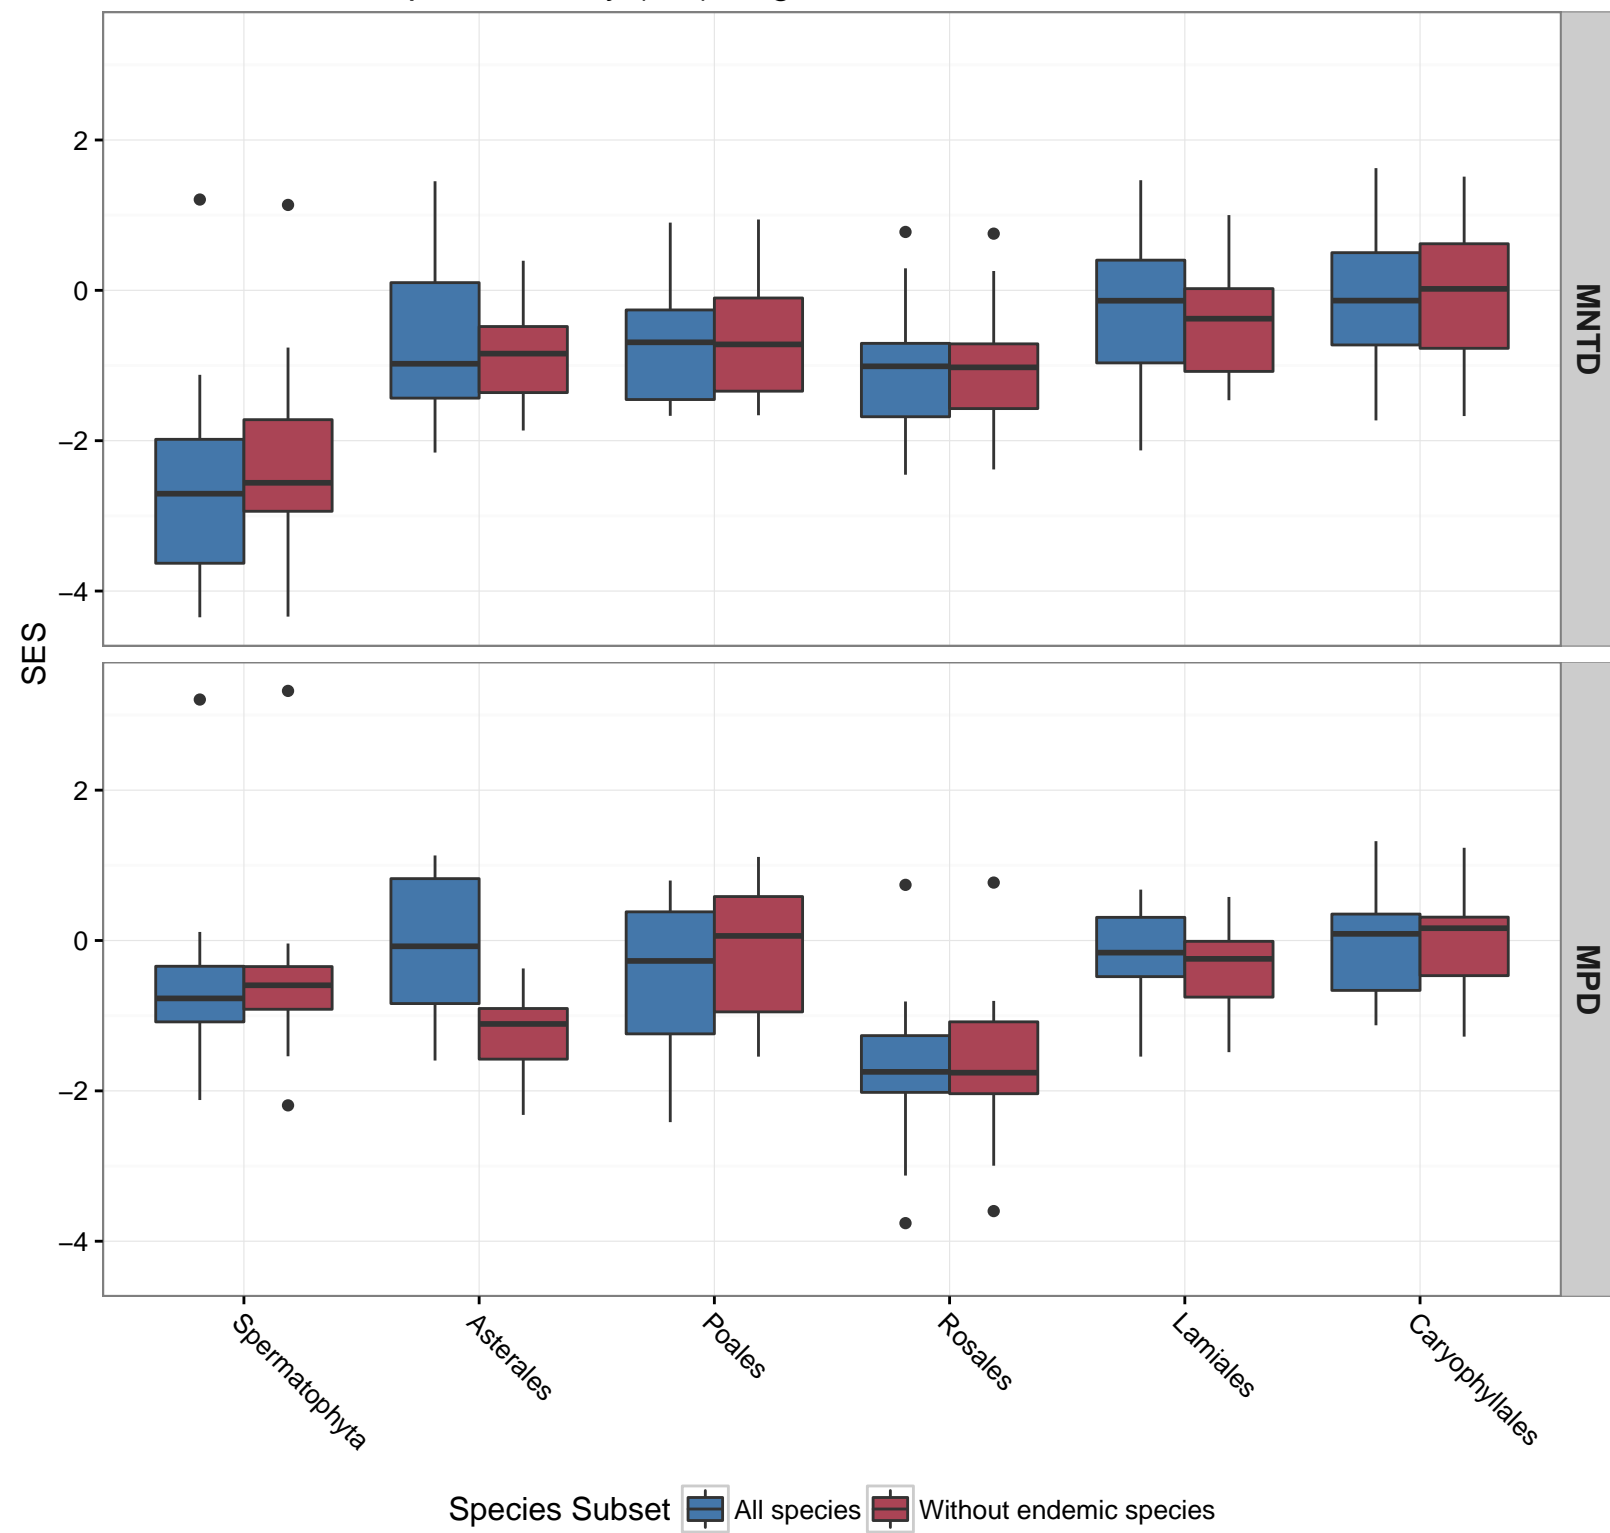 2
0
−2
−4
MNTD
SES
2
0
−2
−4
MPD
Spermatophyta
Asterales
Poales
Rosales
Lamiales
Caryophyllales
Species Subset All species Without endemic species